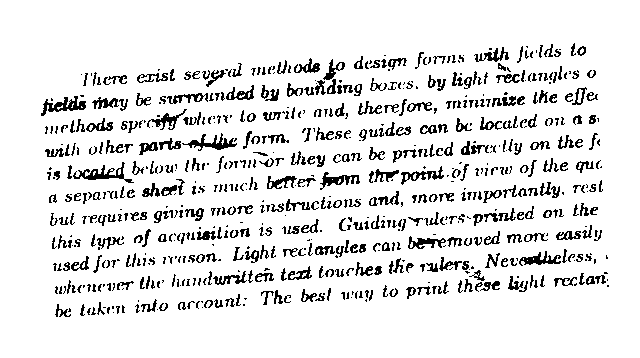 There exist several methods to design forms with fields to
fields may be surrounded by bounding boxes, by light rectangles o
methods specify where to write and, therefore, minimize the effec
with other parts of the form. These guides can be located on a s
is located below the form or they can be printed directly on the f
a separate sheet is much better from the point of view of the qua
but requires giving more instructions and, more importantly, rest
this type of acquisition is used. Guiding rulers printed on the
used for this reason. Light rectangles can be removed more easily
whenever the handwritten text touches the rulers. Nevertheless,
be taken into account: The best way to print these light rectan